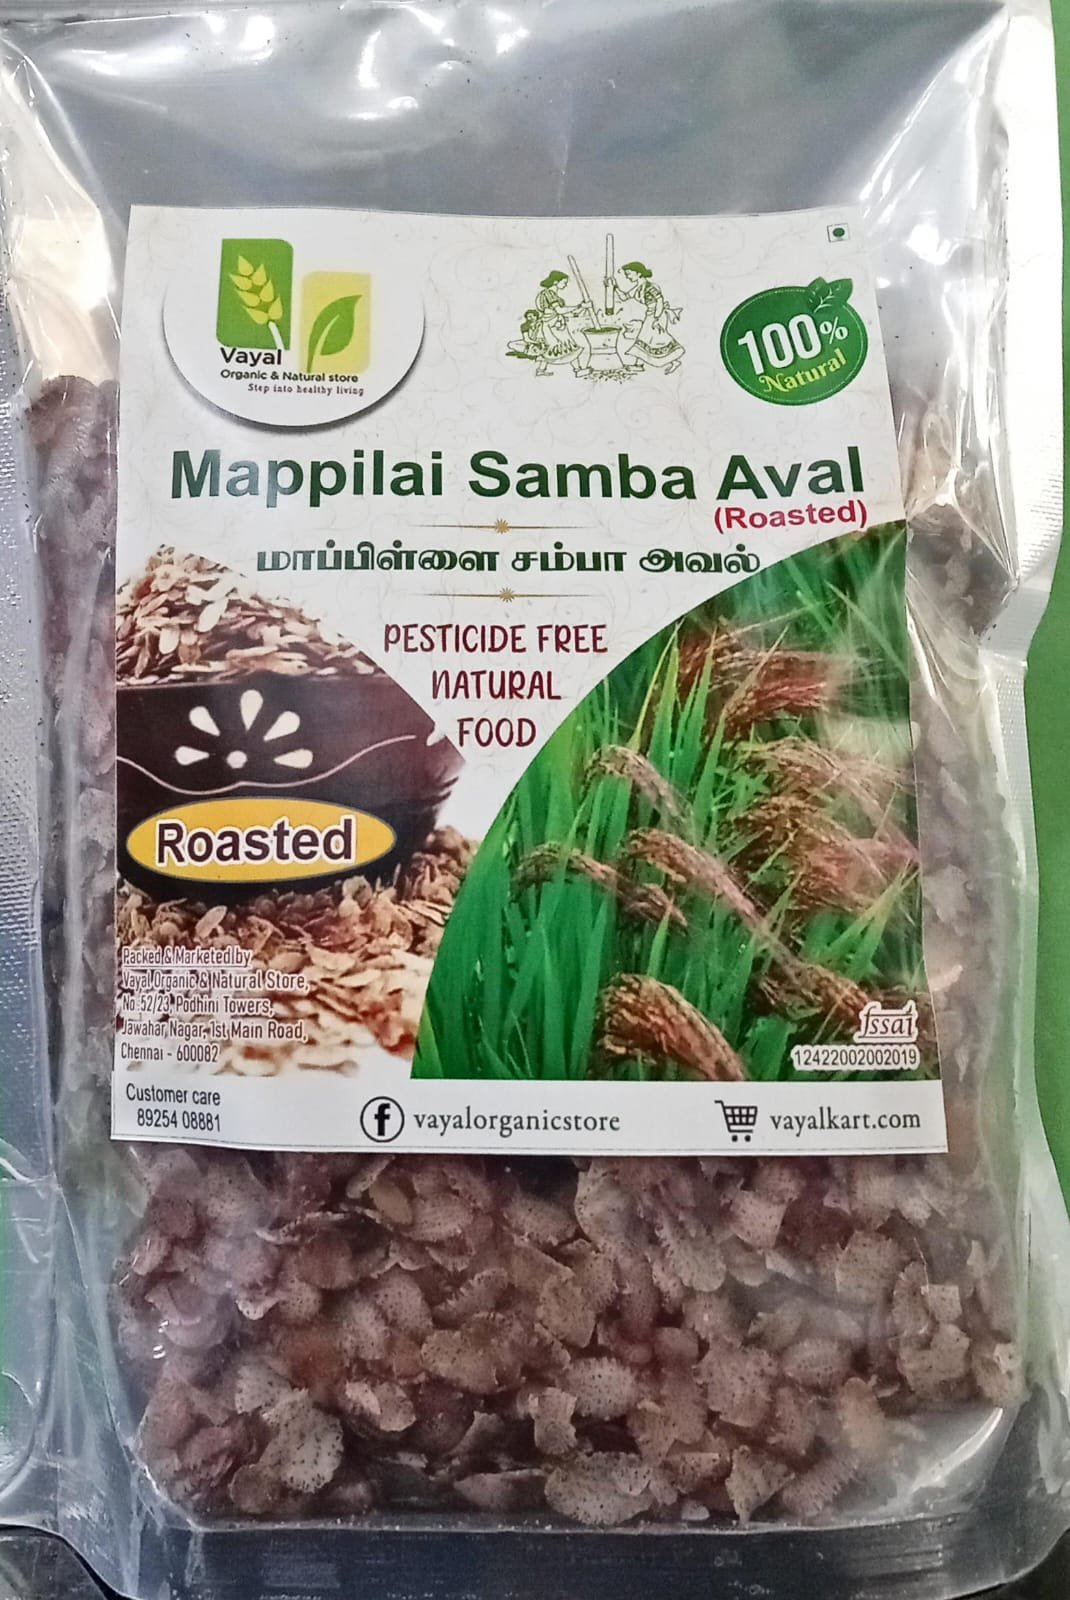 Vayal
Organic & Natural store
Step into healthy living
100%
Natural
Mappilai Samba Aval
(Roasted)
மாப்பிள்ளை சம்பா அவல்
PESTICIDE FREE
NATURAL
FOOD
Roasted
Packed & Marketed by
Vayal Organic & Natural Store,
No 52/23, Podhini Towers,
Jawahar Nagar, 1st Main Road,
Chennai - 600082
fssai
12422002002019
Customer care
89254 08881
f vayalorganicstore
vayalkart.com